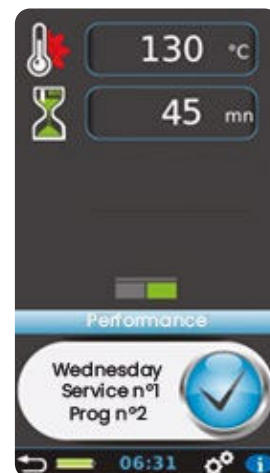 130 °C
45 mn
Performance
Wednesday
Service n°1
Prog n°2
06:31
i